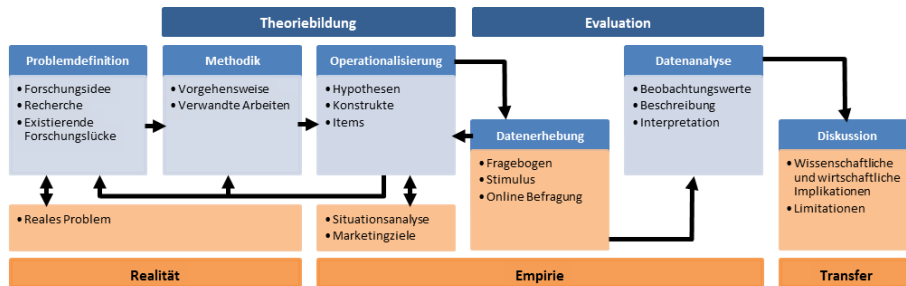 Theoriebildung
Evaluation
Problemdefinition
• Forschungsidee
• Recherche
• Existierende
Forschungslücke
Methodik
• Vorgehensweise
• Verwandte Arbeiten
Operationalisierung
• Hypothesen
• Konstrukte
• Items
Datenerhebung
• Fragebogen
• Stimulus
• Online Befragung
Datenanalyse
• Beobachtungswerte
• Beschreibung
• Interpretation
Diskussion
• Wissenschaftliche
und wirtschaftliche
Implikationen
• Limitationen
• Reales Problem
• Situationsanalyse
• Marketingziele
Realität
Empirie
Transfer